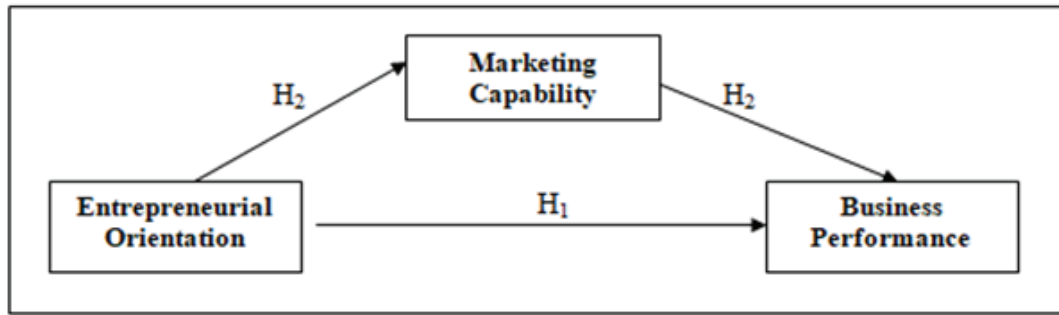 Marketing
Capability
H₂
H₂
Entrepreneurial
Orientation
H₁
Business
Performance